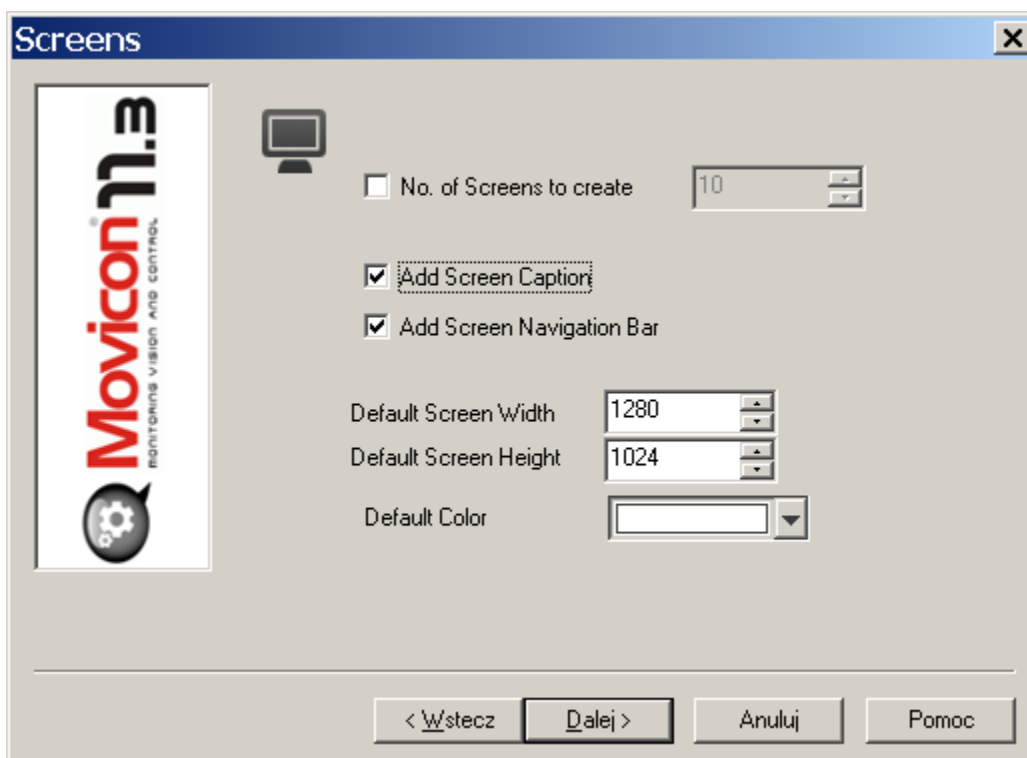 Screens
Movicon® 11.3
MONITORING VISION AND CONTROL
No. of Screens to create
10
Add Screen Caption
Add Screen Navigation Bar
Default Screen Width
1280
Default Screen Height
1024
Default Color
< Wstecz
Dalej >
Anuluj
Pomoc